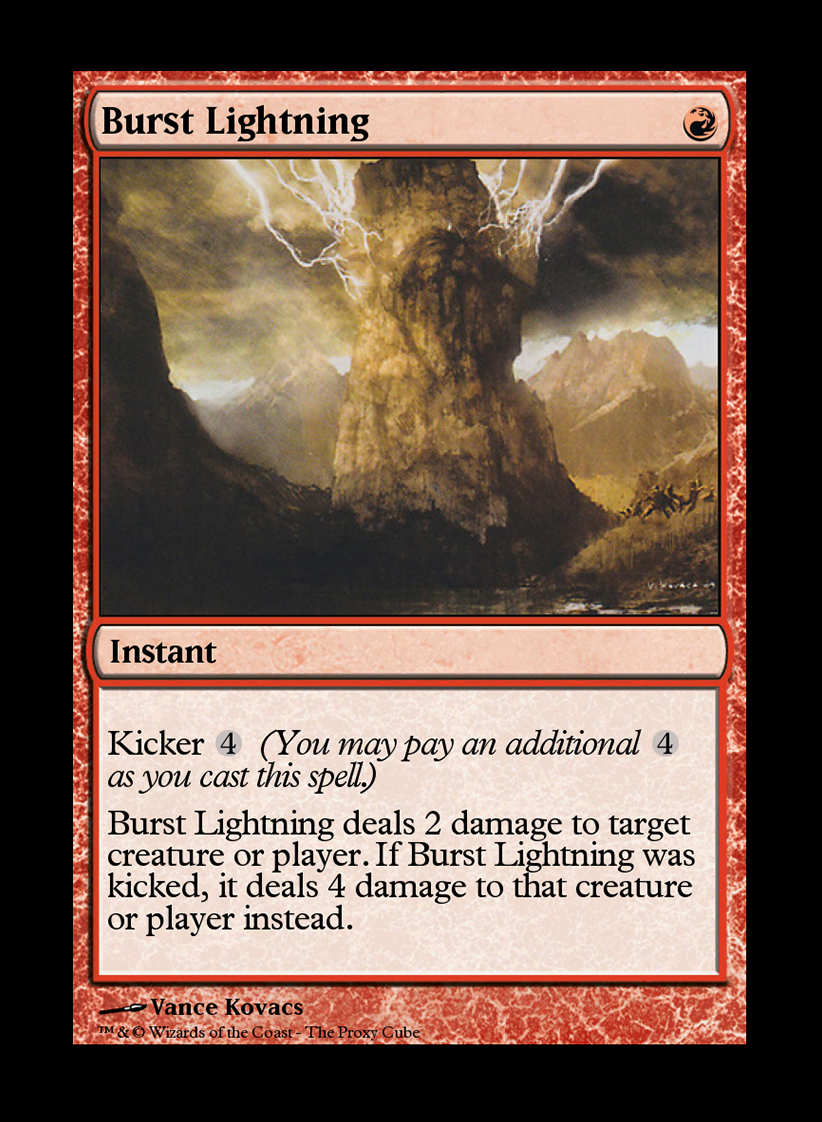 Burst Lightning
Instant
Kicker 4 (You may pay an additional 4
as you cast this spell.)
Burst Lightning deals 2 damage to target
creature or player. If Burst Lightning was
kicked, it deals 4 damage to that creature
or player instead.
Vance Kovacs
™ & © Wizards of the Coast - The Proxy Cube